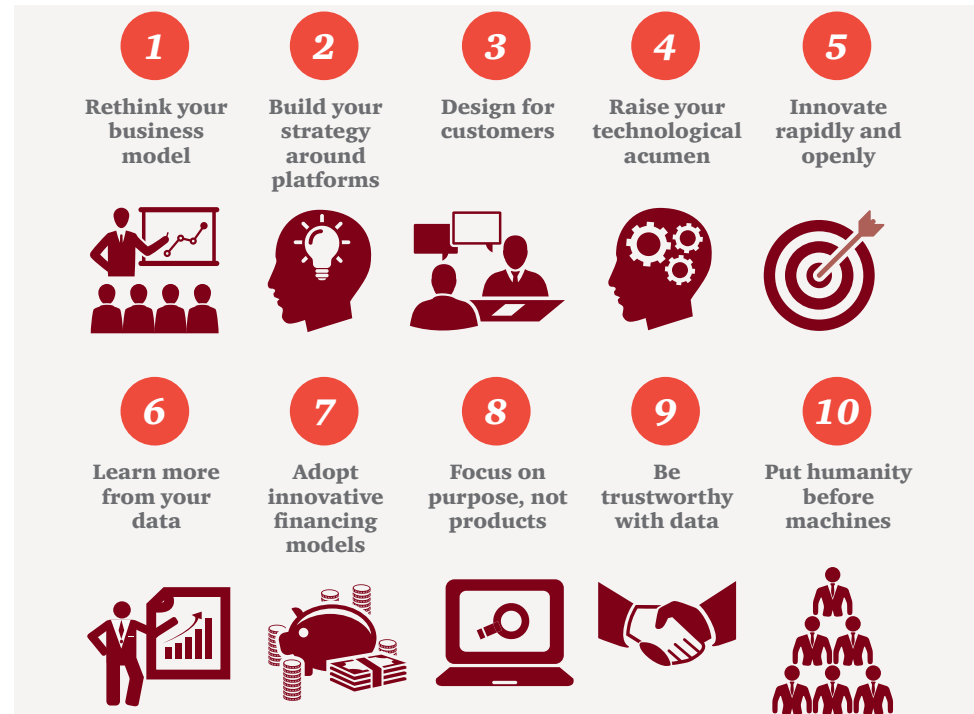 1
Rethink your
business
model
2
Build your
strategy
around
platforms
3
Design for
customers
4
Raise your
technological
acumen
5
Innovate
rapidly and
openly
6
Learn more
from your
data
7
Adopt
innovative
financing
models
8
Focus on
purpose, not
products
9
Be
trustworthy
with data
10
Put humanity
before
machines